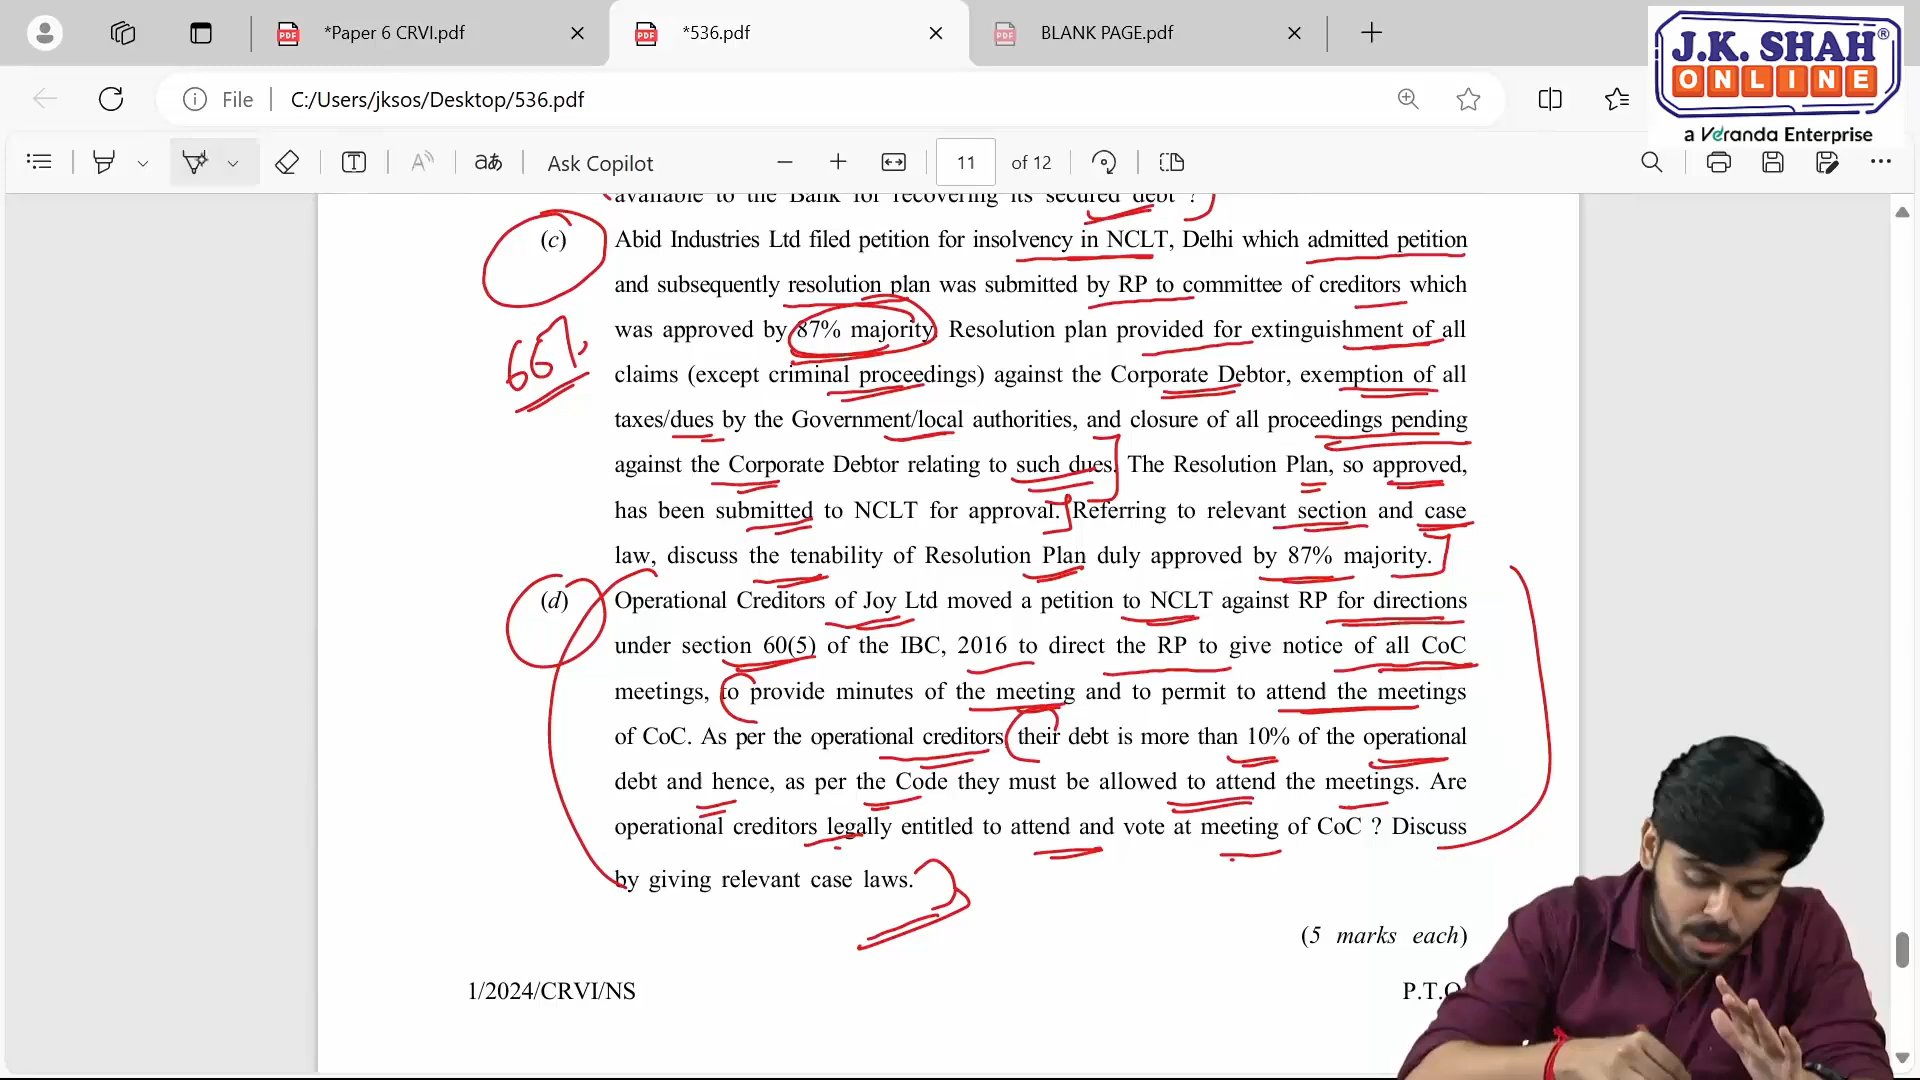 *Paper 6 CRVI.pdf
*536.pdf
BLANK PAGE.pdf
J.K. SHAH®
ONLINE
a Veranda Enterprise
File
C:/Users/jksos/Desktop/536.pdf
Ask Copilot
11 of 12
available to the Bank for recovering its secured debt ?
(c) Abid Industries Ltd filed petition for insolvency in NCLT, Delhi which admitted petition
and subsequently resolution plan was submitted by RP to committee of creditors which
was approved by 87% majority. Resolution plan provided for extinguishment of all
66%
claims (except criminal proceedings) against the Corporate Debtor, exemption of all
taxes/dues by the Government/local authorities, and closure of all proceedings pending
against the Corporate Debtor relating to such dues. The Resolution Plan, so approved,
has been submitted to NCLT for approval. Referring to relevant section and case
law, discuss the tenability of Resolution Plan duly approved by 87% majority.
(d) Operational Creditors of Joy Ltd moved a petition to NCLT against RP for directions
under section 60(5) of the IBC, 2016 to direct the RP to give notice of all CoC
meetings, to provide minutes of the meeting and to permit to attend the meetings
of CoC. As per the operational creditors their debt is more than 10% of the operational
debt and hence, as per the Code they must be allowed to attend the meetings. Are
operational creditors legally entitled to attend and vote at meeting of CoC ? Discuss
by giving relevant case laws.
(5 marks each)
1/2024/CRVI/NS
P.T.O